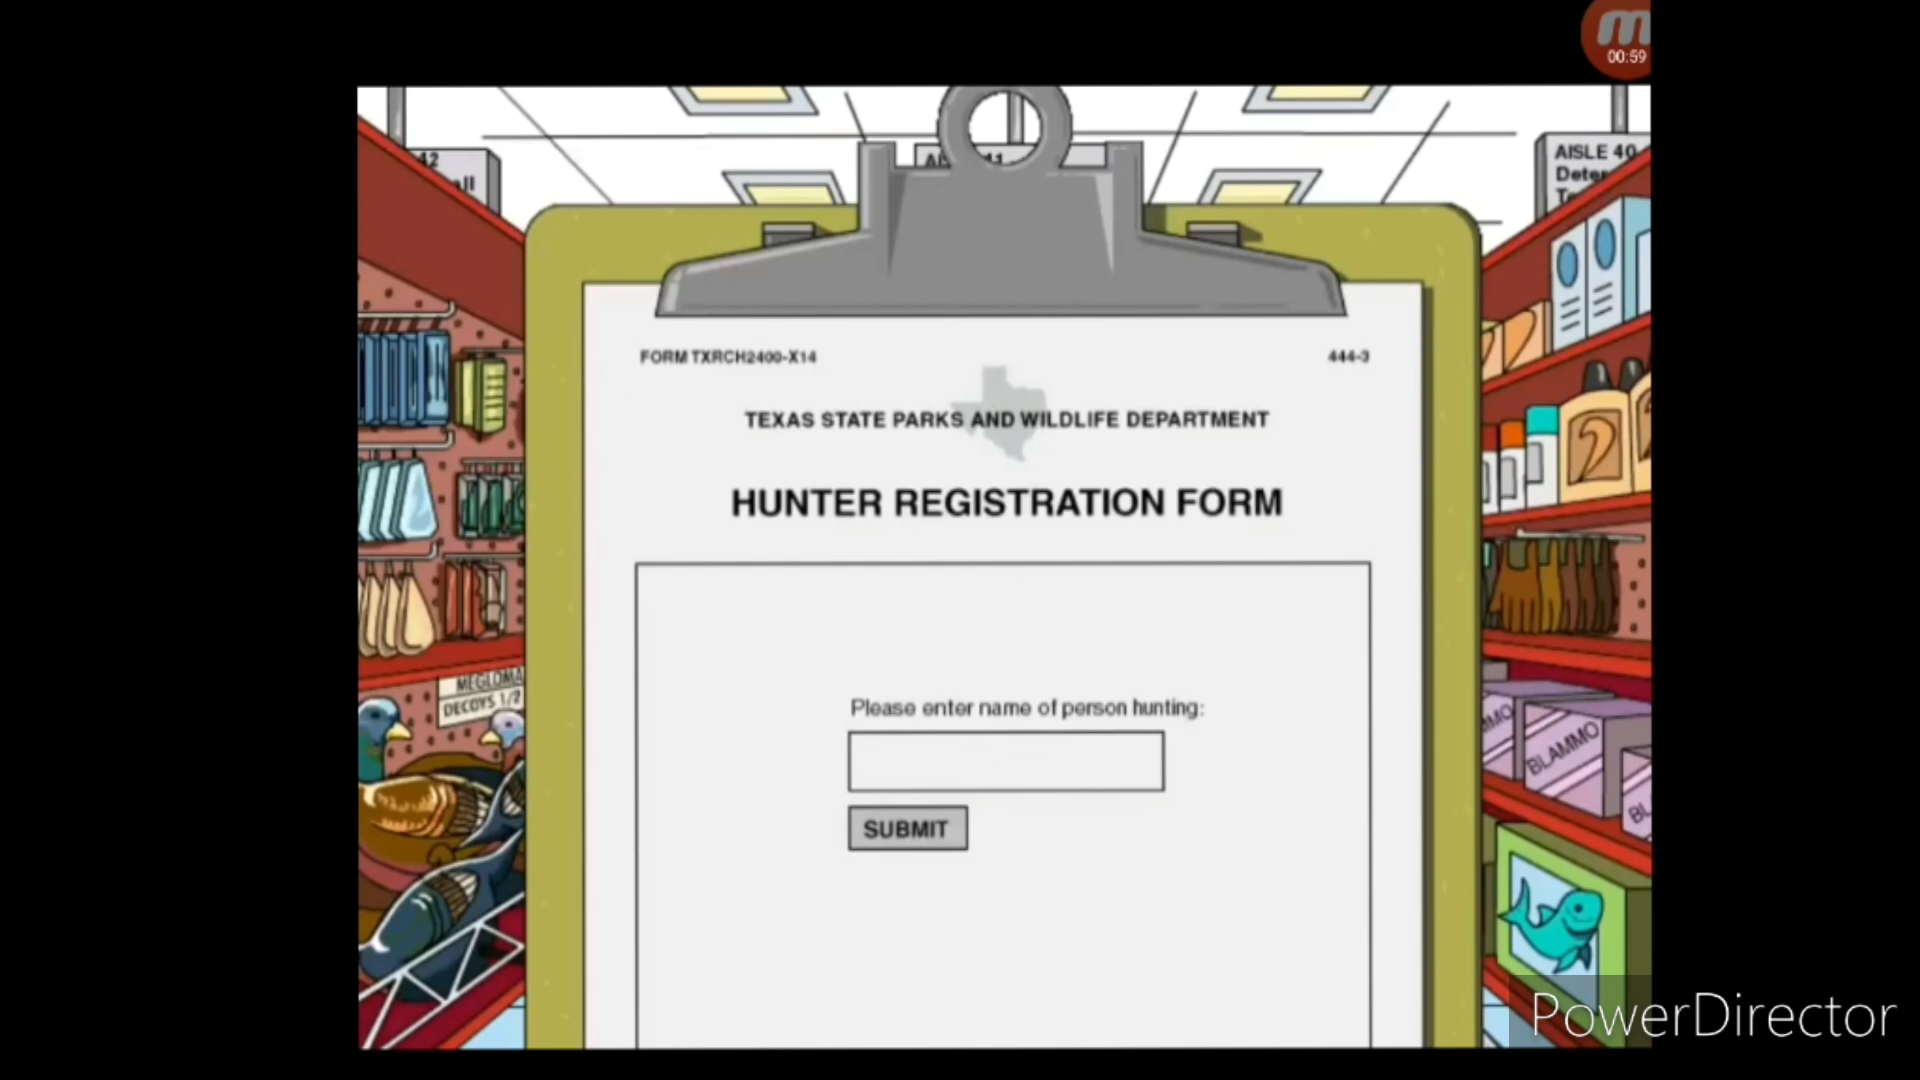 00:59
42
AISLE 40
FORM TXRCH2400-X14
444-3
TEXAS STATE PARKS AND WILDLIFE DEPARTMENT
HUNTER REGISTRATION FORM
Please enter name of person hunting:
SUBMIT
DECOYS 1/2
BLAMMO
PowerDirector